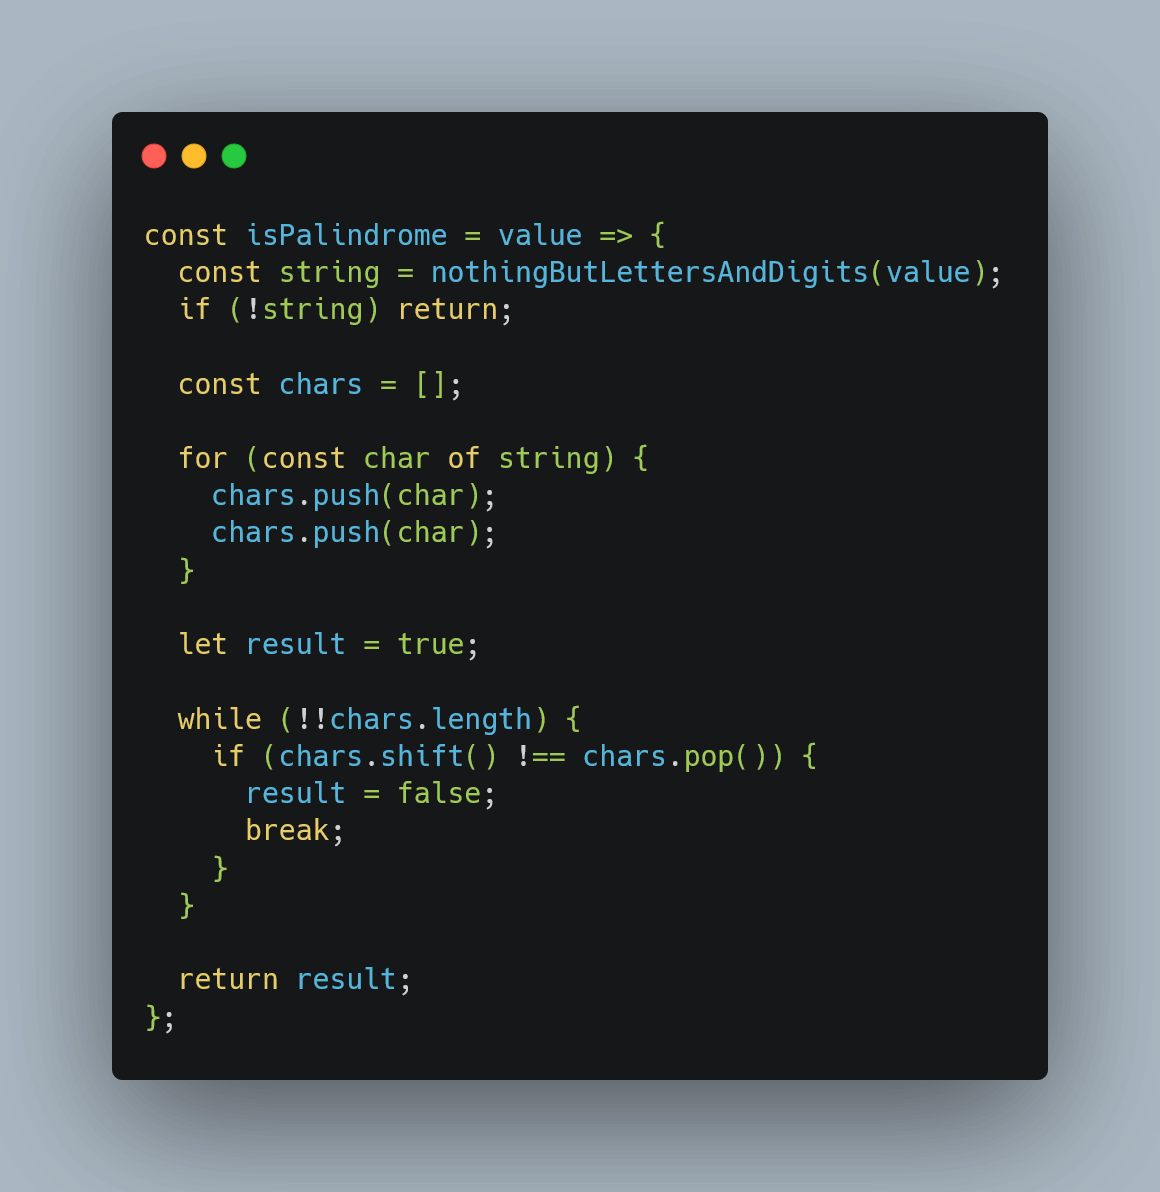 const isPalindrome = value => {
  const string = nothingButLettersAndDigits(value);
  if (!string) return;

  const chars = [];

  for (const char of string) {
    chars.push(char);
    chars.push(char);
  }

  let result = true;

  while (!!chars.length) {
    if (chars.shift() !== chars.pop()) {
      result = false;
      break;
    }
  }

  return result;
};